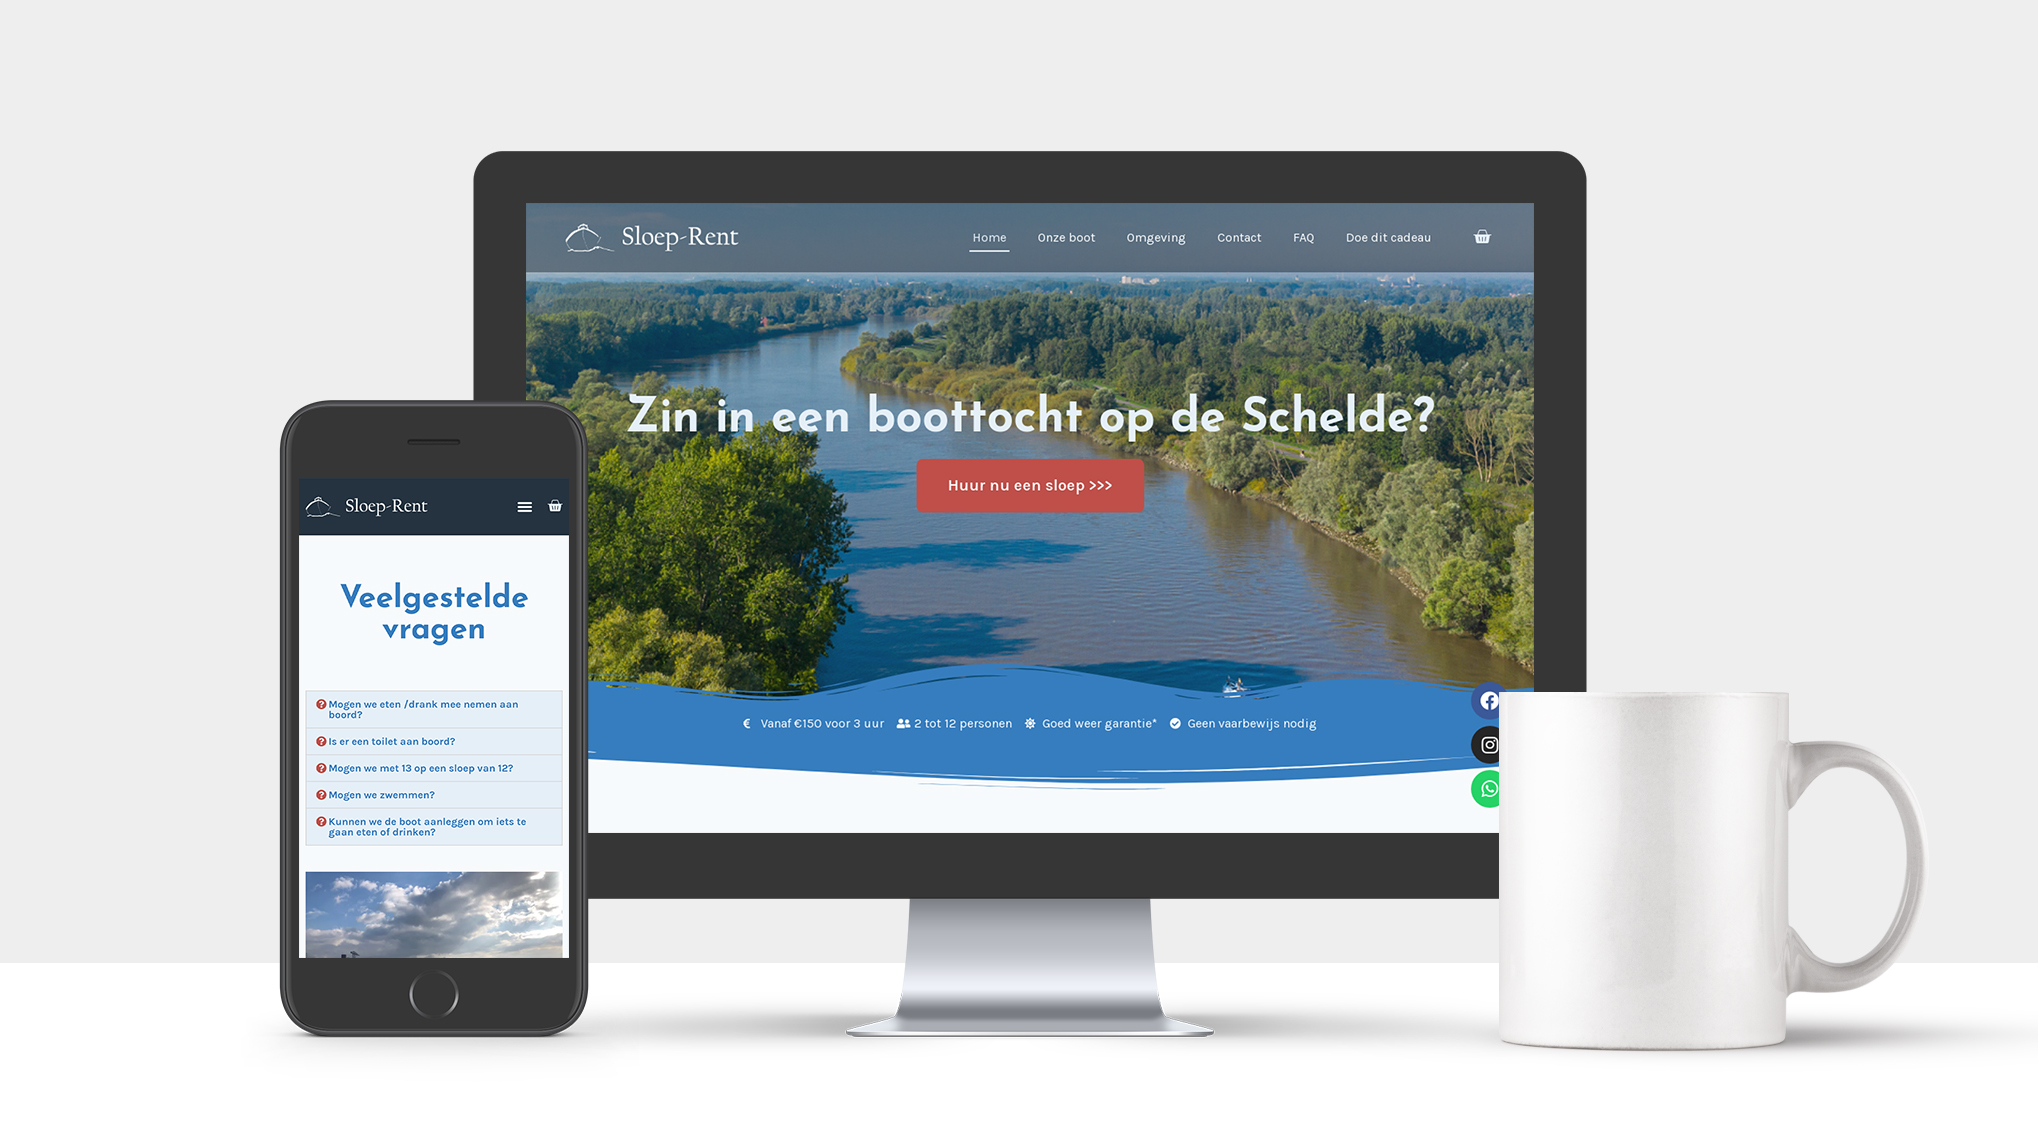 Sloep-Rent
Home Onze boot Omgeving Contact FAQ Doe dit cadeau
Zin in een boottocht op de Schelde?
Huur nu een sloep >>>
€ Vanaf €150 voor 3 uur 2 tot 12 personen Goed weer garantie* Geen vaarbewijs nodig
Sloep-Rent
Veelgestelde
vragen
Mogen we eten /drank mee nemen aan
boord?
Is er een toilet aan boord?
Mogen we met 13 op een sloep van 12?
Mogen we zwemmen?
Kunnen we de boot aanleggen om iets te
gaan eten of drinken?